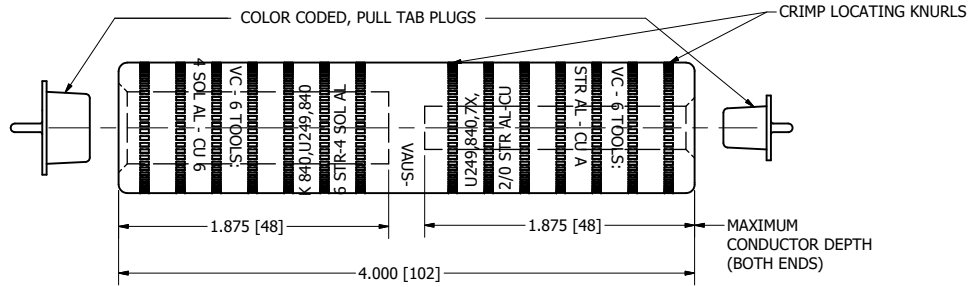 COLOR CODED, PULL TAB PLUGS
CRIMP LOCATING KNURLS
4 SOL AL - CU 6
VC - 6 TOOLS:
K 840,U249,840
6 STR-4 SOL AL
VAUS-
U249,840,7X,
2/0 STR AL-CU
STR AL - CU A
VC - 6 TOOLS:
1.875 [48]
1.875 [48]
MAXIMUM
CONDUCTOR DEPTH
(BOTH ENDS)
4.000 [102]